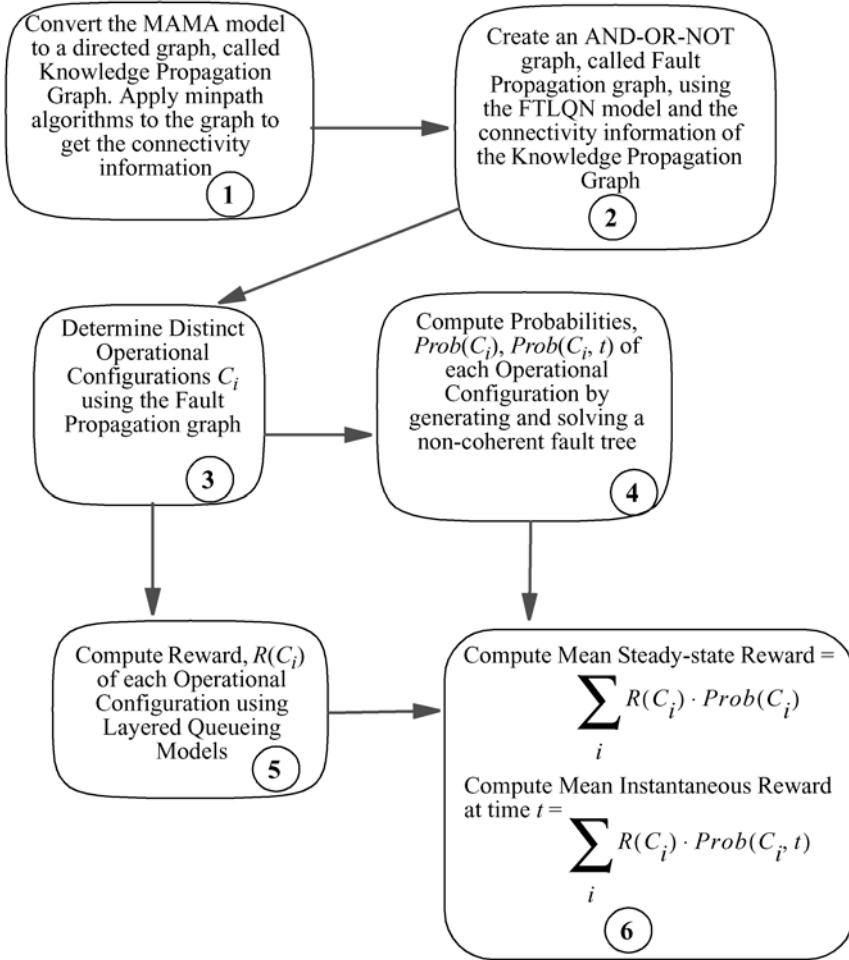 Convert the MAMA model
to a directed graph, called
Knowledge Propagation
Graph. Apply minpath
algorithms to the graph to
get the connectivity
information
1
Create an AND-OR-NOT
graph, called Fault
Propagation graph, using
the FTLQN model and the
connectivity information of
the Knowledge Propagation
Graph
2
Determine Distinct
Operational
Configurations C_i
using the Fault
Propagation graph
3
Compute Probabilities,
Prob(C_i), Prob(C_i, t) of
each Operational
Configuration by
generating and solving a
non-coherent fault tree
4
Compute Reward, R(C_i)
of each Operational
Configuration using
Layered Queueing
Models
5
Compute Mean Steady-state Reward =
∑ R(C_i) · Prob(C_i)
i
Compute Mean Instantaneous Reward
at time t =
∑ R(C_i) · Prob(C_i, t)
i
6